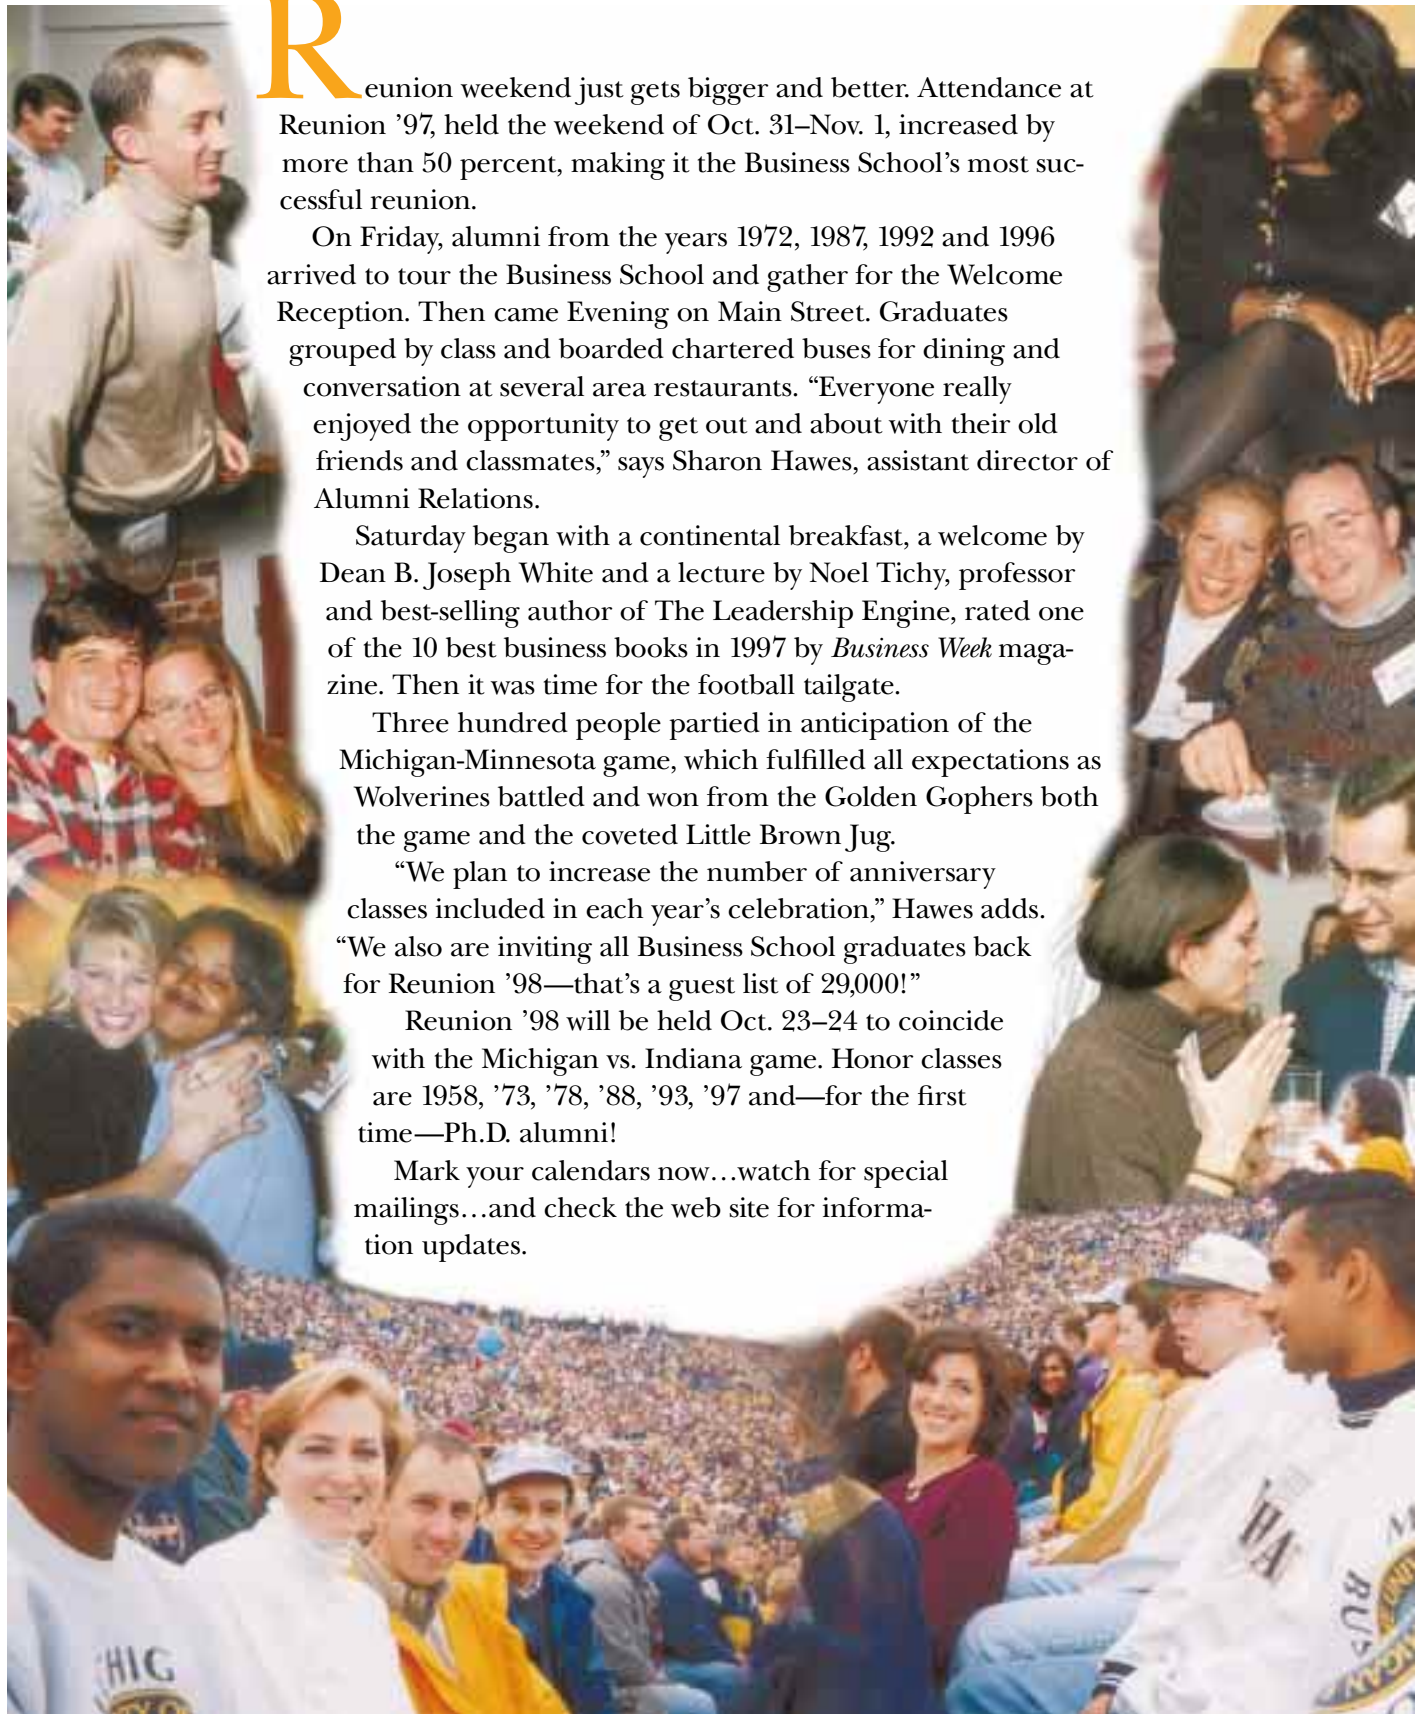 Reunion weekend just gets bigger and better. Attendance at
Reunion ’97, held the weekend of Oct. 31–Nov. 1, increased by
more than 50 percent, making it the Business School’s most suc-
cessful reunion.
On Friday, alumni from the years 1972, 1987, 1992 and 1996
arrived to tour the Business School and gather for the Welcome
Reception. Then came Evening on Main Street. Graduates
grouped by class and boarded chartered buses for dining and
conversation at several area restaurants. “Everyone really
enjoyed the opportunity to get out and about with their old
friends and classmates,” says Sharon Hawes, assistant director of
Alumni Relations.
Saturday began with a continental breakfast, a welcome by
Dean B. Joseph White and a lecture by Noel Tichy, professor
and best-selling author of The Leadership Engine, rated one
of the 10 best business books in 1997 by Business Week maga-
zine. Then it was time for the football tailgate.
Three hundred people partied in anticipation of the
Michigan-Minnesota game, which fulfilled all expectations as
Wolverines battled and won from the Golden Gophers both
the game and the coveted Little Brown Jug.
“We plan to increase the number of anniversary
classes included in each year’s celebration,” Hawes adds.
“We also are inviting all Business School graduates back
for Reunion ’98—that’s a guest list of 29,000!”
Reunion ’98 will be held Oct. 23–24 to coincide
with the Michigan vs. Indiana game. Honor classes
are 1958, ’73, ’78, ’88, ’93, ’97 and—for the first
time—Ph.D. alumni!
Mark your calendars now…watch for special
mailings…and check the web site for informa-
tion updates.
HIG
HA